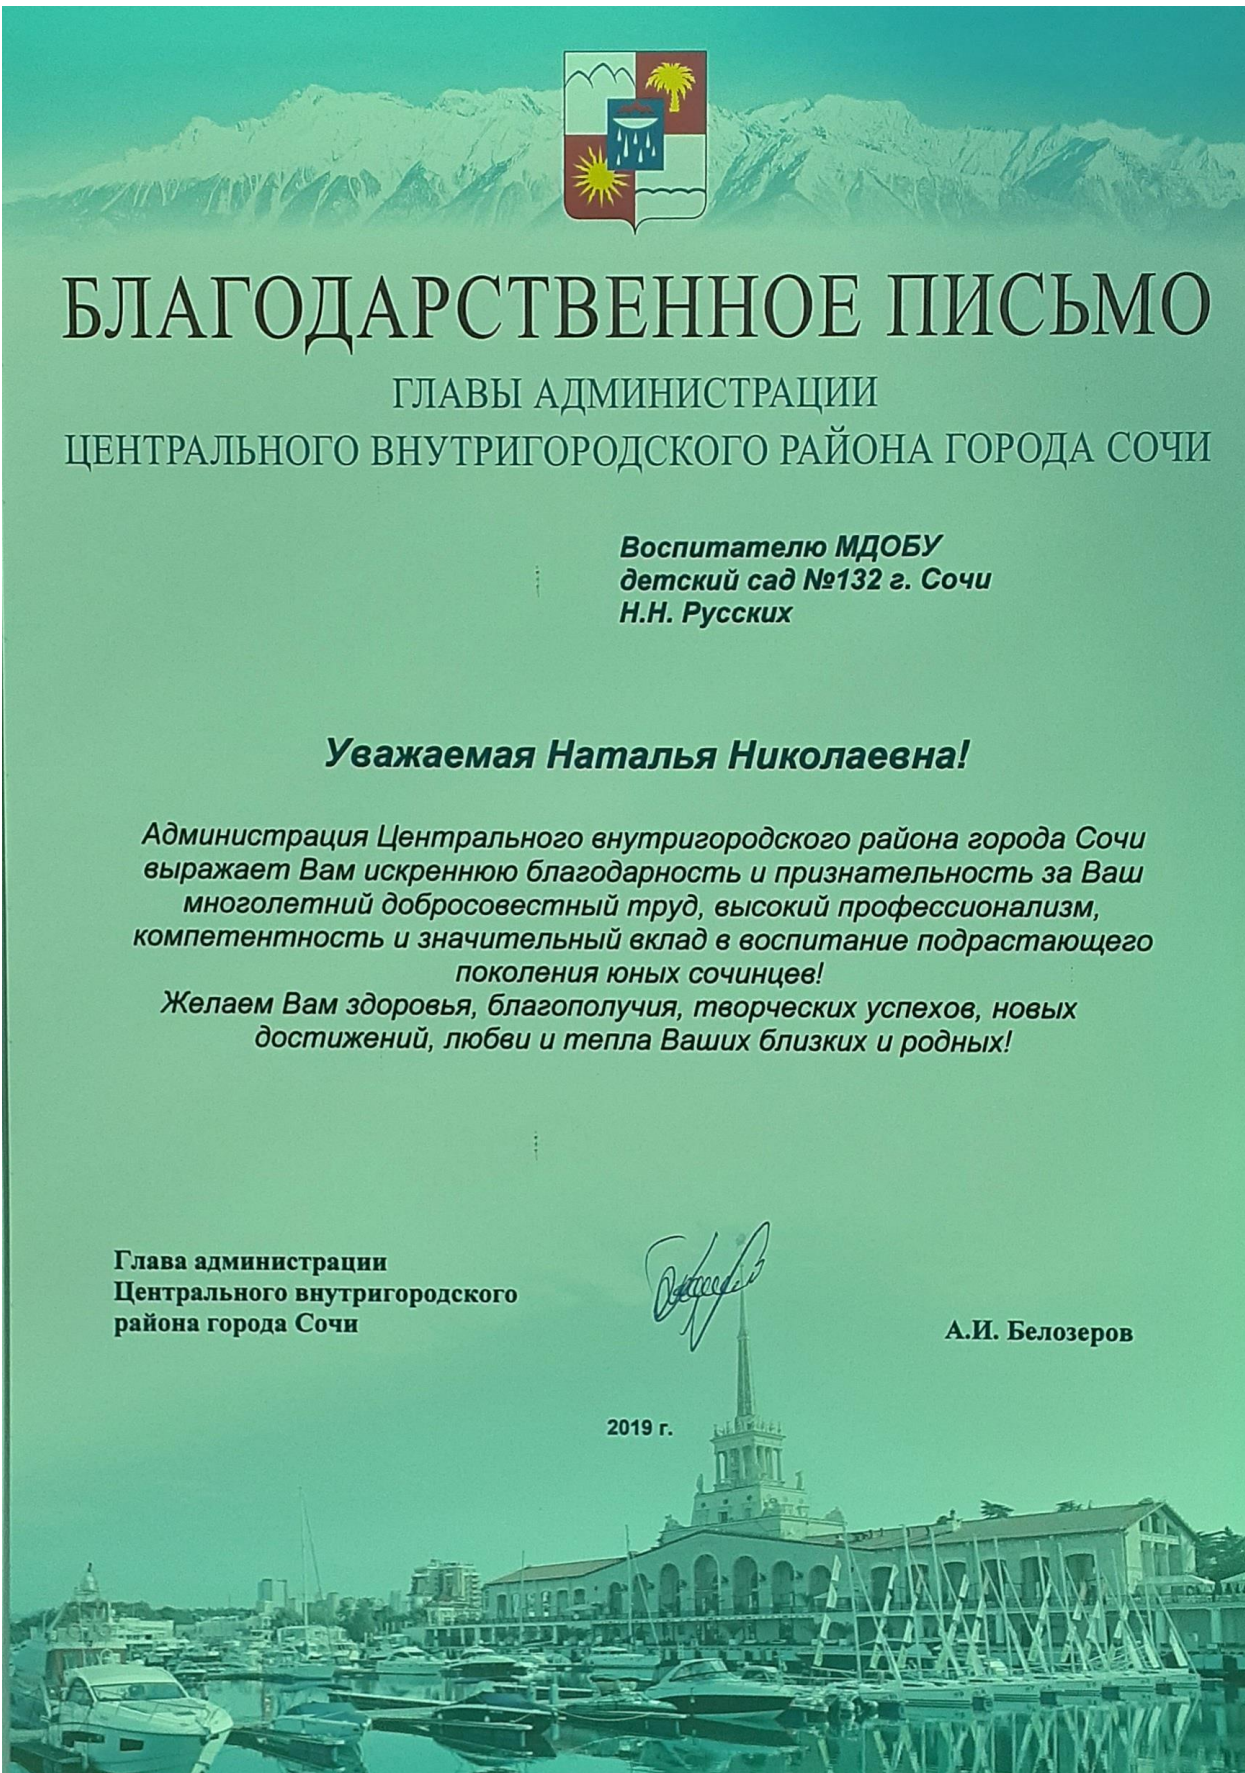 БЛАГОДАРСТВЕННОЕ ПИСЬМО
ГЛАВЫ АДМИНИСТРАЦИИ
ЦЕНТРАЛЬНОГО ВНУТРИГОРОДСКОГО РАЙОНА ГОРОДА СОЧИ
Воспитателю МДОБУ
детский сад №132 г. Сочи
Н.Н. Русских
Уважаемая Наталья Николаевна!
Администрация Центрального внутригородского района города Сочи
выражает Вам искреннюю благодарность и признательность за Ваш
многолетний добросовестный труд, высокий профессионализм,
компетентность и значительный вклад в воспитание подрастающего
поколения юных сочинцев!
Желаем Вам здоровья, благополучия, творческих успехов, новых
достижений, любви и тепла Ваших близких и родных!
Глава администрации
Центрального внутригородского
района города Сочи
А.И. Белозеров
2019 г.